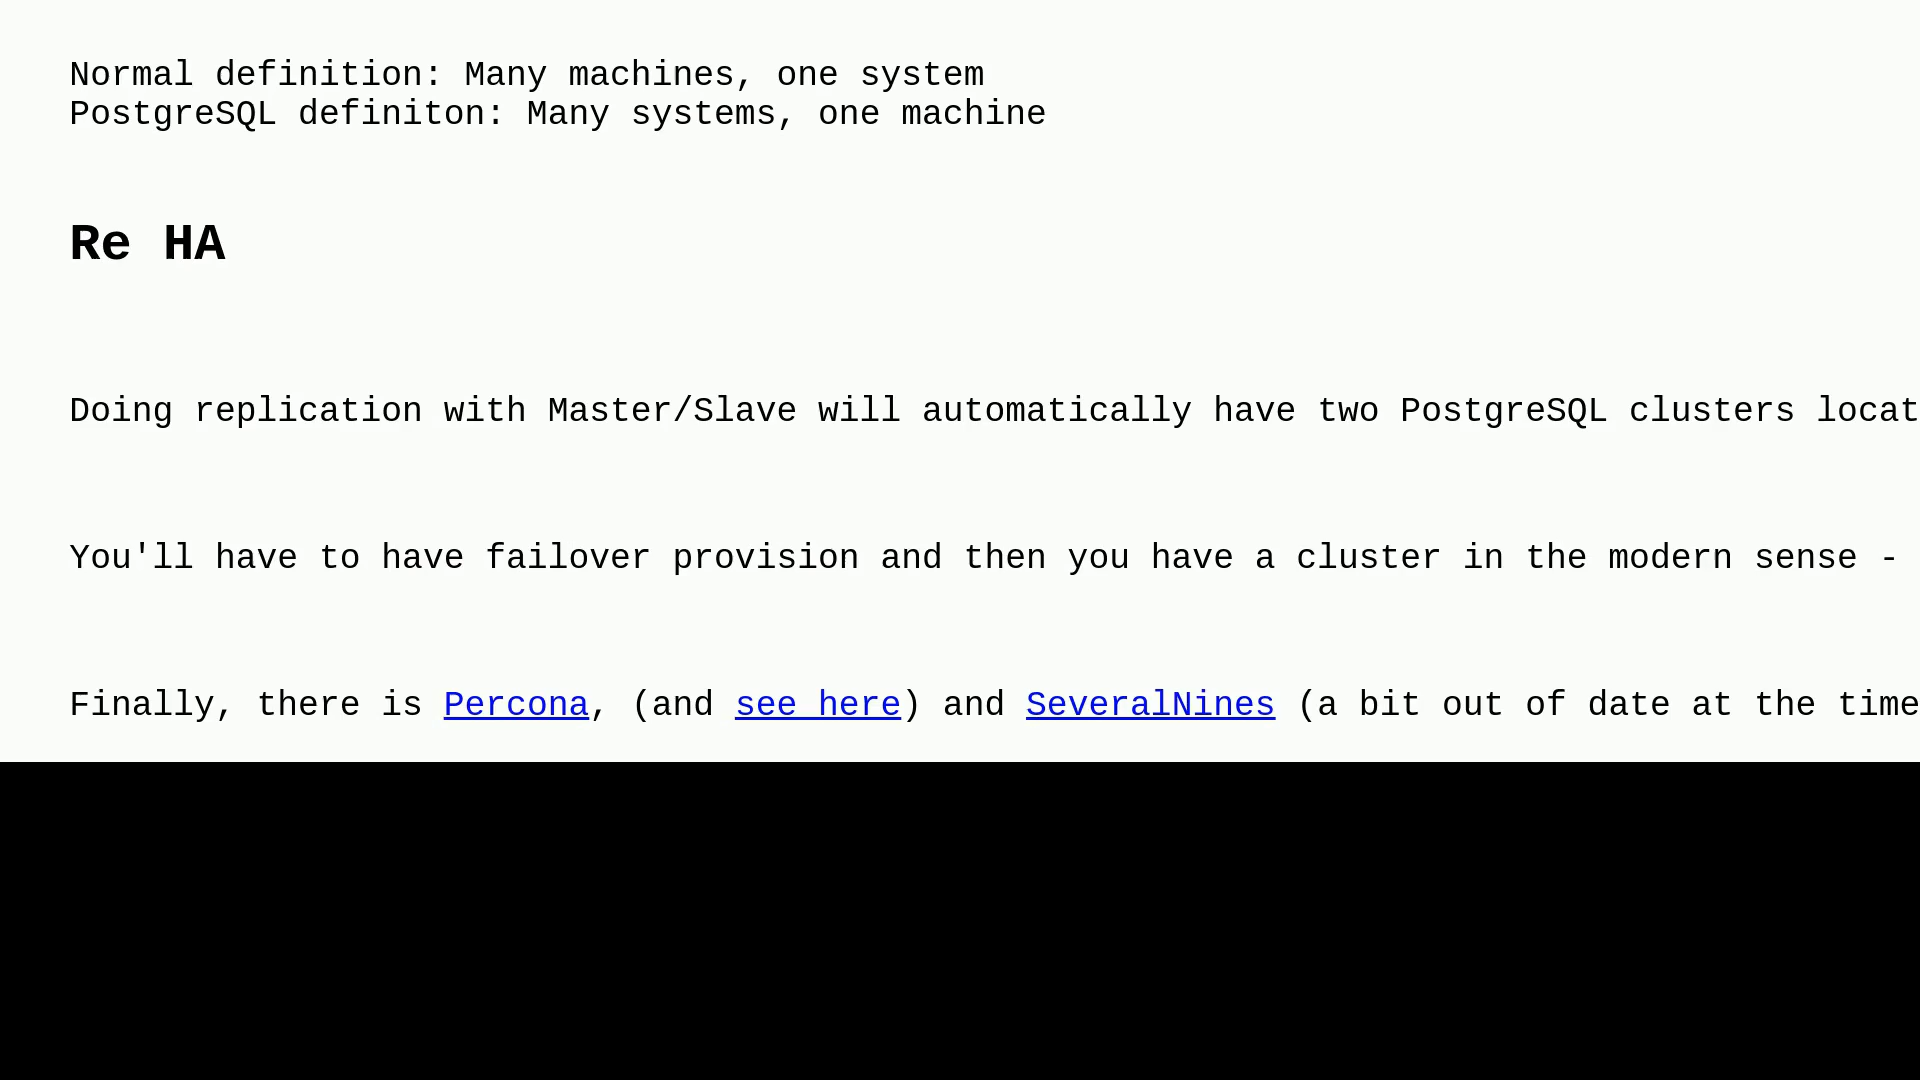 Normal definition: Many machines, one system
PostgreSQL definiton: Many systems, one machine
Re HA
Doing replication with Master/Slave will automatically have two PostgreSQL clusters locat
You'll have to have failover provision and then you have a cluster in the modern sense -
Finally, there is Percona, (and see here) and SeveralNines (a bit out of date at the time